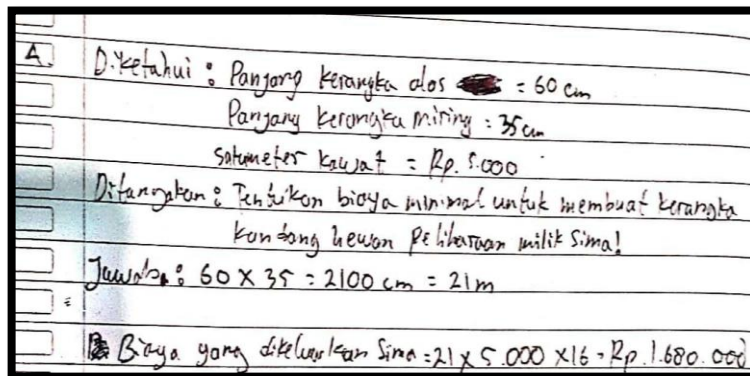 A. Diketahui : Panjang kerangka alas = 60 cm
Panjang kerangka miring : 35 cm
satumeter kawat = Rp. 5.000
Ditanyakan : Tentukan biaya minimal untuk membuat kerangka
kandang hewan peliharaan milik Sima!
Jawaban : 60 × 35 = 2100 cm = 21 m
Biaya yang dikeluarkan Sima = 21 × 5.000 × 16 = Rp. 1.680.000